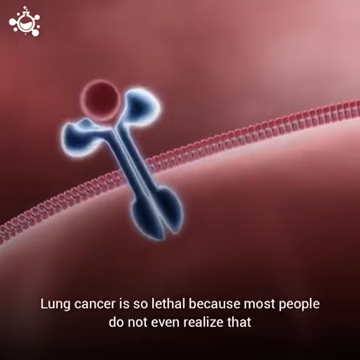 Lung cancer is so lethal because most people
do not even realize that